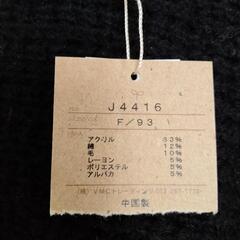 no. J4416
F/93
アクリル 63%
綿 12%
毛 10%
レーヨン 5%
ポリエステル 5%
アルパカ 5%
中国製